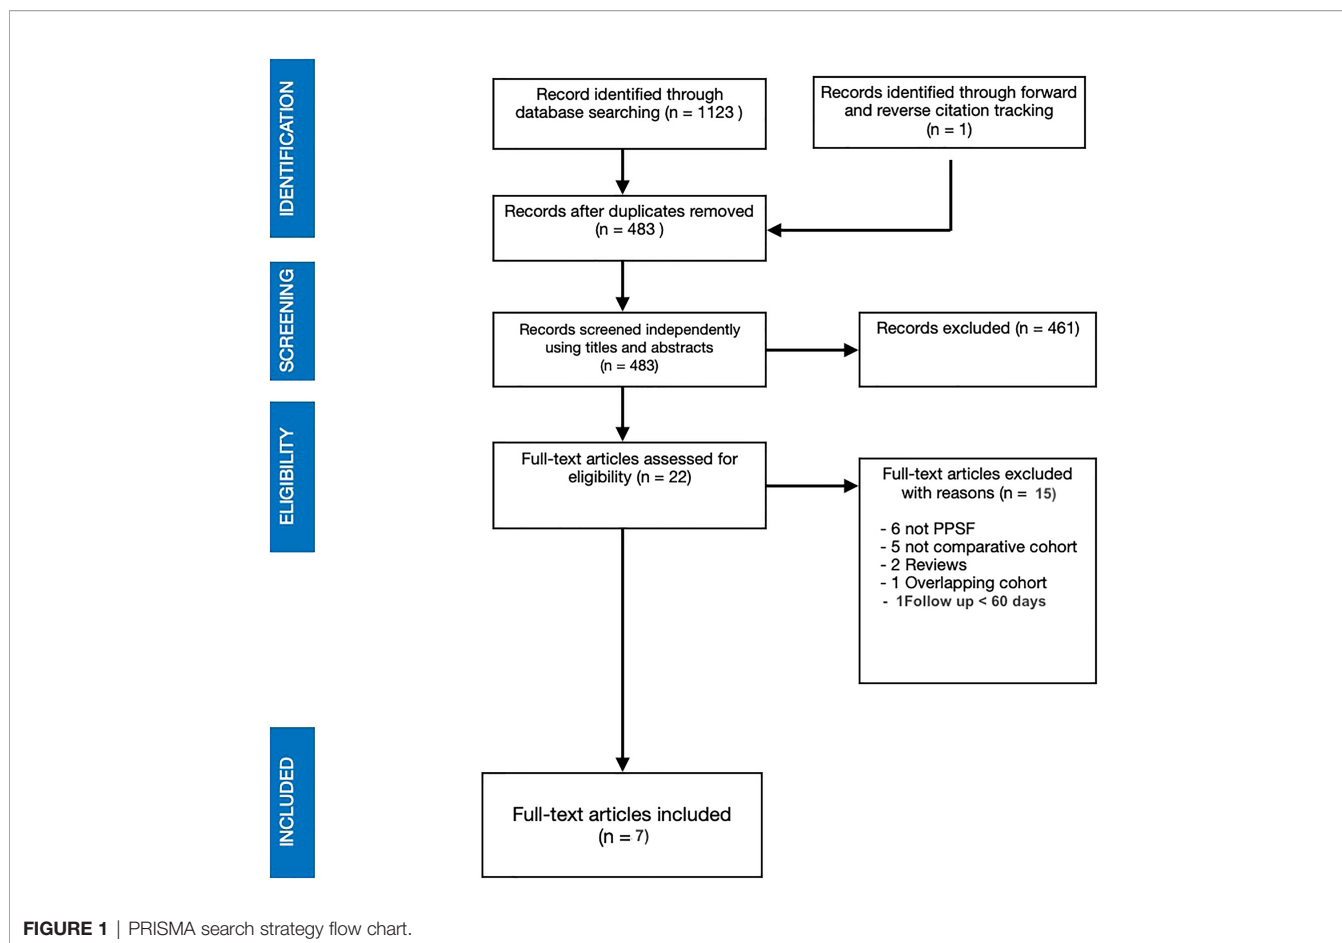 IDENTIFICATION
Record identified through
database searching (n = 1123 )
Records identified through forward
and reverse citation tracking
(n = 1)
Records after duplicates removed
(n = 483 )
SCREENING
Records screened independently
using titles and abstracts
(n = 483)
Records excluded (n = 461)
ELIGIBILITY
Full-text articles assessed for
eligibility (n = 22)
Full-text articles excluded
with reasons (n = 15)
- 6 not PPSF
- 5 not comparative cohort
- 2 Reviews
- 1 Overlapping cohort
- 1Follow up < 60 days
INCLUDED
Full-text articles included
(n = 7)
FIGURE 1 | PRISMA search strategy flow chart.